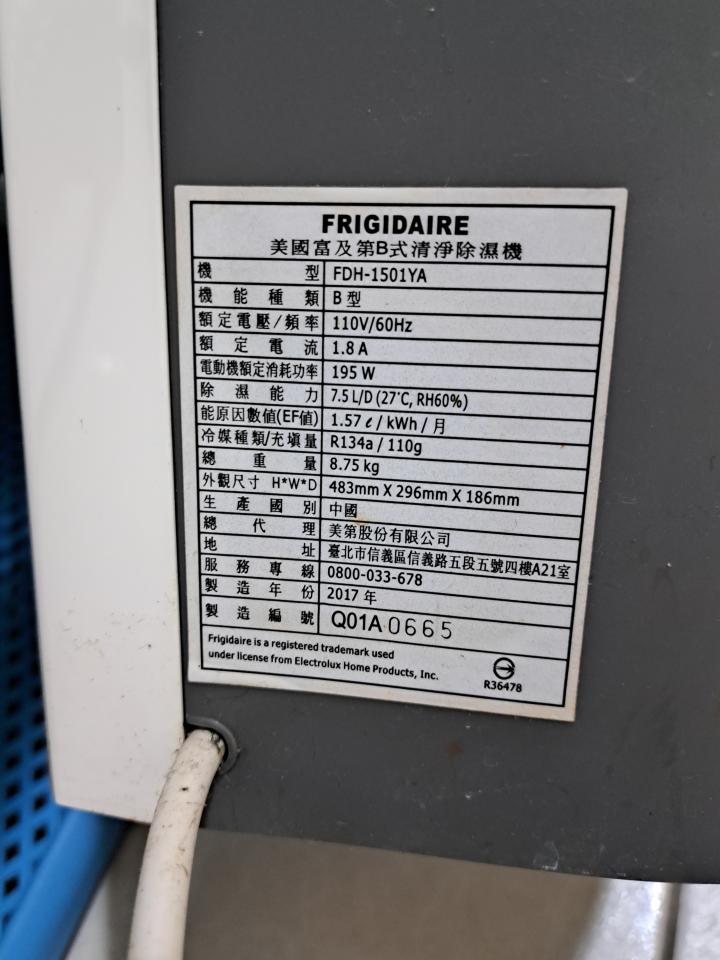 FRIGIDAIRE
美國富及第B式清淨除濕機
機型 FDH-1501YA
機能種類 B 型
額定電壓/頻率 110V/60Hz
額定電流 1.8 A
電動機額定消耗功率 195 W
除濕能力 7.5 L/D (27℃, RH60%)
能原因數值(EF值) 1.57 ℓ / kWh / 月
冷媒種類/充填量 R134a / 110g
總重量 8.75 kg
外觀尺寸 H*W*D 483mm X 296mm X 186mm
生產國別 中國
總代理 美第股份有限公司
地址 臺北市信義區信義路五段五號四樓A21室
服務專線 0800-033-678
製造年份 2017 年
製造編號 Q01A 0665
Frigidaire is a registered trademark used
under license from Electrolux Home Products, Inc.
R36478